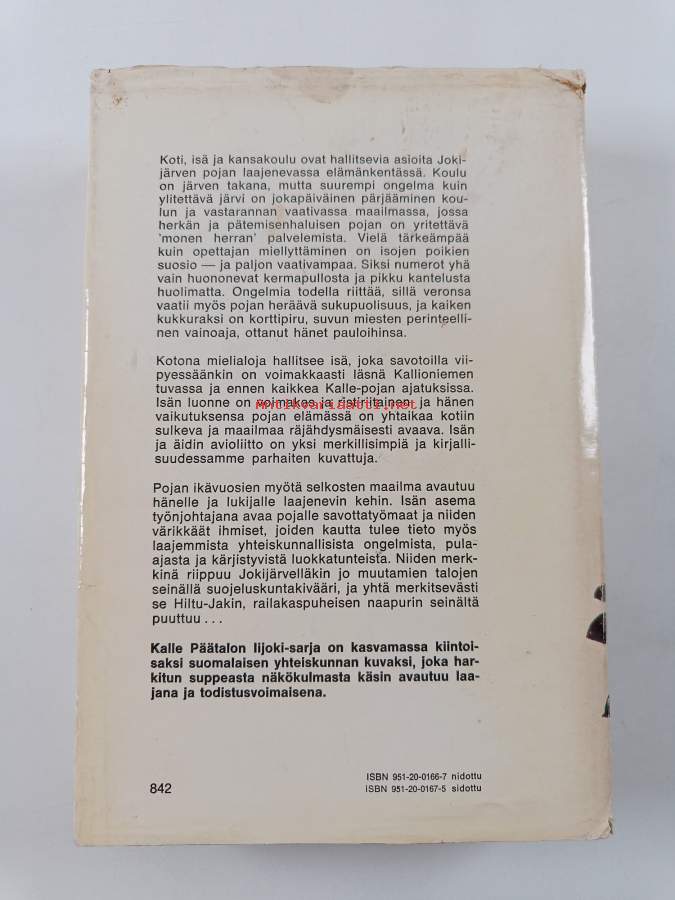 Koti, isä ja kansakoulu ovat hallitsevia asioita Joki-
järven pojan laajenevassa elämänkentässä. Koulu
on järven takana, mutta suurempi ongelma kuin
ylitettävä järvi on jokapäiväinen pärjääminen kou-
lun ja vastarannan vaativassa maailmassa, jossa
herkän ja pätemisenhaluisen pojan on yritettävä
'monen herran' palvelemista. Vielä tärkeämpää
kuin opettajan miellyttäminen on isojen poikien
suosio — ja paljon vaativampaa. Siksi numerot yhä
vain huononevat kermapullosta ja pikku kantelusta
huolimatta. Ongelmia todella riittää, sillä veronsa
vaatii myös pojan heräävä sukupuolisuus, ja kaiken
kukkuraksi on korttipiru, suvun miesten perinteelli-
nen vainoaja, ottanut hänet pauloihinsa.
Kotona mielialoja hallitsee isä, joka savotoilla vii-
pyessäänkin on voimakkaasti läsnä Kallioniemen
tuvassa ja ennen kaikkea Kalle-pojan ajatuksissa.
Isän luonne on voimakas ja ristiriitainen ja hänen
antikvariaatti.net
vaikutuksensa pojan elämässä on yhtaikaa kotiin
sulkeva ja maailmaa räjähdysmäisesti avaava. Isän
ja äidin avioliitto on yksi merkillisimpiä ja kirjalli-
suudessamme parhaiten kuvattuja.
Pojan ikävuosien myötä selkosten maailma avautuu
hänelle ja lukijalle laajenevin kehin. Isän asema
työnjohtajana avaa pojalle savottatyömaat ja niiden
värikkäät ihmiset, joiden kautta tulee tieto myös
laajemmista yhteiskunnallisista ongelmista, pula-
ajasta ja kärjistyvistä luokkatunteista. Niiden merk-
kinä riippuu Jokijärvelläkin jo muutamien talojen
seinällä suojeluskuntakivääri, ja yhtä merkitsevästi
se Hiltu-Jakin, railakaspuheisen naapurin seinältä
puuttuu . . .
Kalle Päätalon Iijoki-sarja on kasvamassa kiintoi-
saksi suomalaisen yhteiskunnan kuvaksi, joka har-
kitun suppeasta näkökulmasta käsin avautuu laa-
jana ja todistusvoimaisena.
842
ISBN 951-20-0166-7 nidottu
ISBN 951-20-0167-5 sidottu